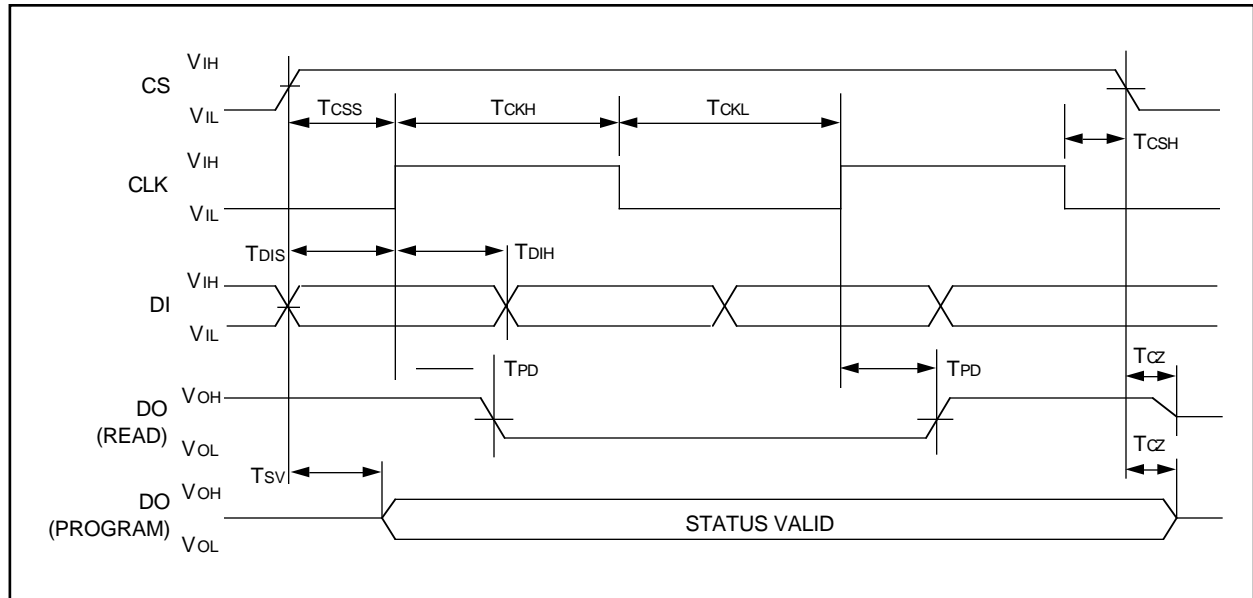 CS
VIH
VIL
TCSS
TCKH
TCKL
TCSH
CLK
VIH
VIL
TDIS
TDIH
DI
VIH
VIL
TPD
TPD
TCZ
DO
(READ)
VOH
VOL
TSV
TCZ
DO
(PROGRAM)
VOH
VOL
STATUS VALID